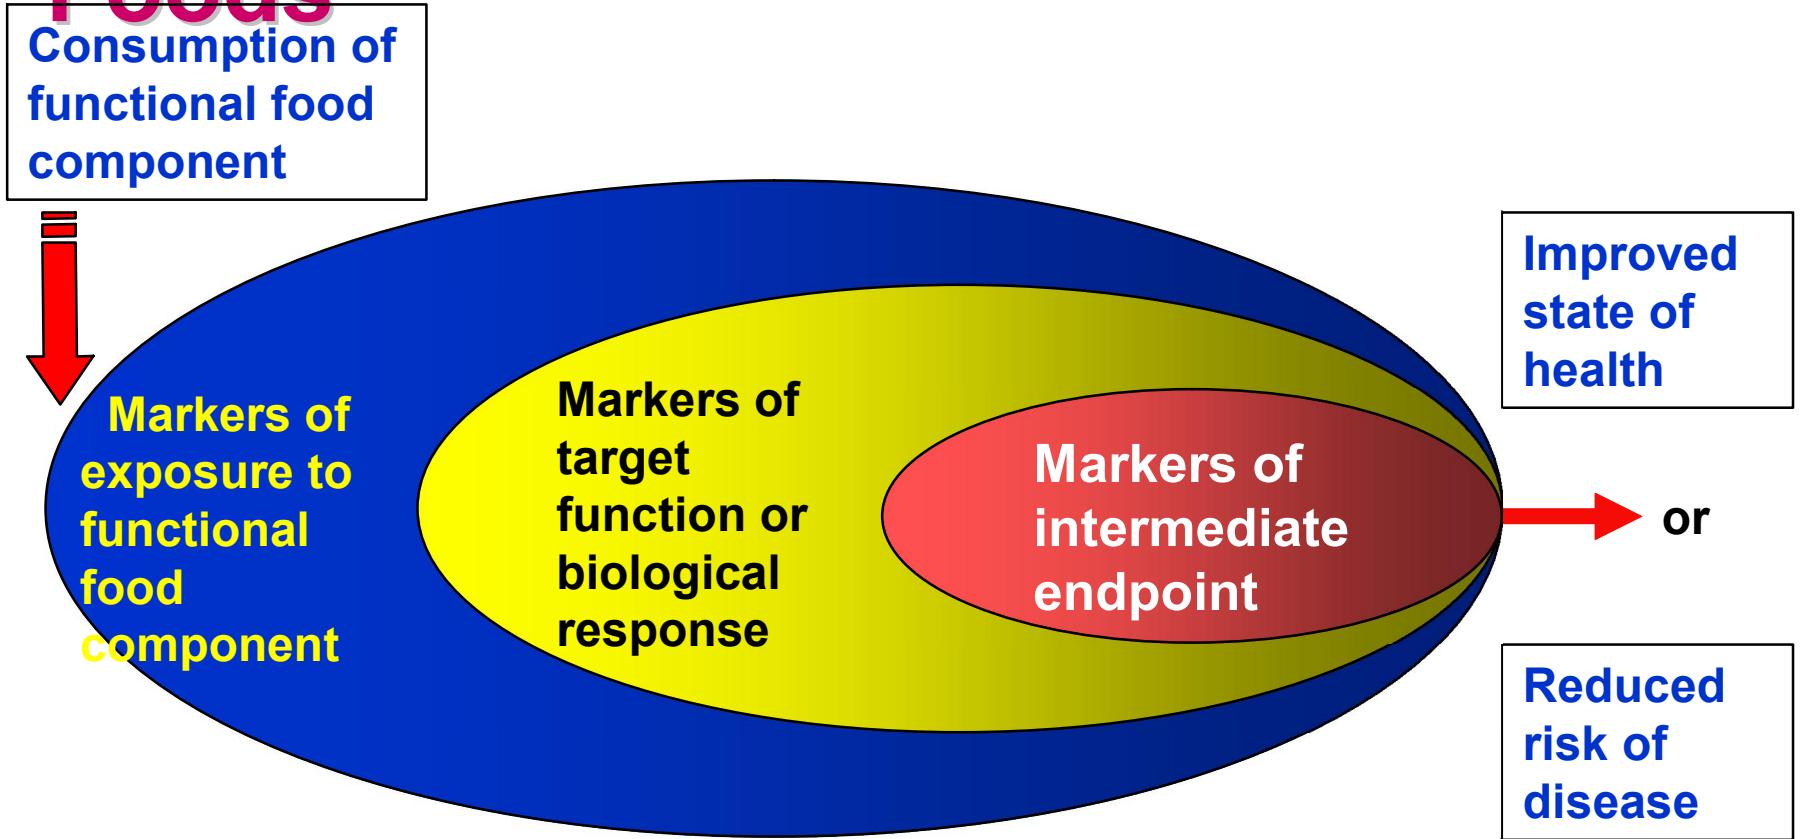 Foods
Consumption of
functional food
component
Markers of
exposure to
functional
food
component
Markers of
target
function or
biological
response
Markers of
intermediate
endpoint
Improved
state of
health
or
Reduced
risk of
disease